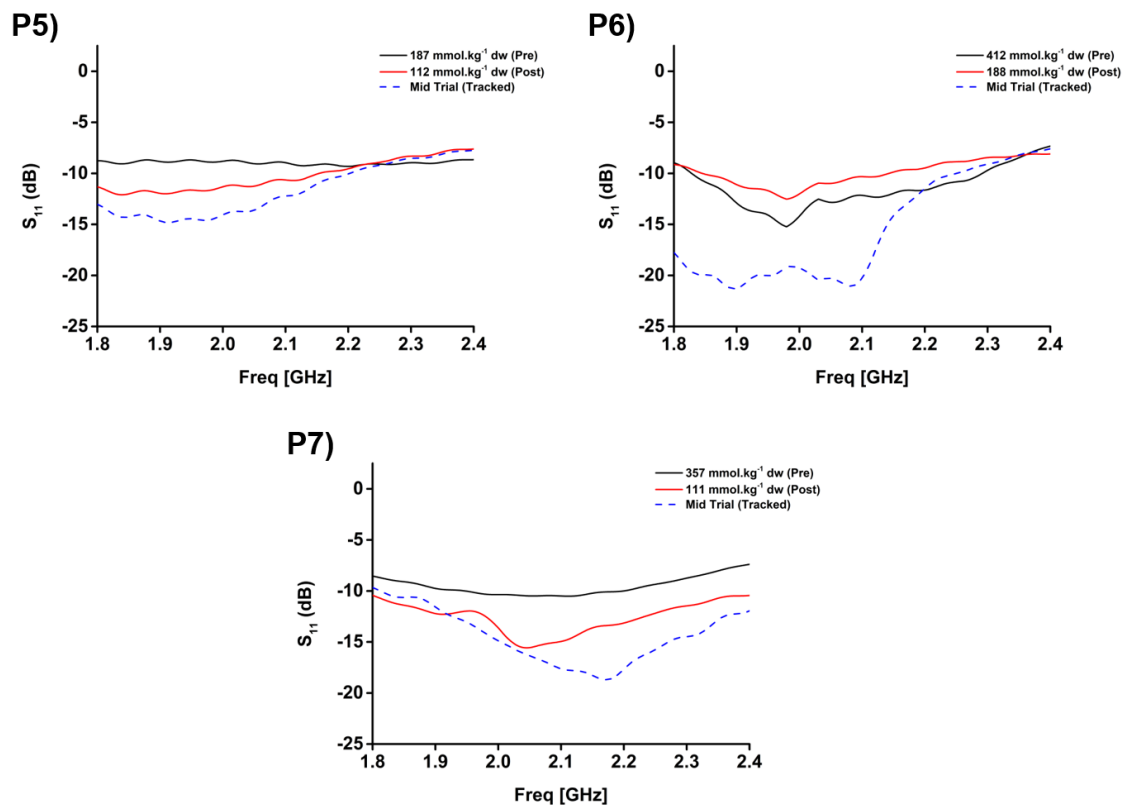 P5)
187 mmol.kg⁻¹ dw (Pre)
112 mmol.kg⁻¹ dw (Post)
Mid Trial (Tracked)
0
-5
-10
-15
-20
-25
S₁₁ (dB)
1.8 1.9 2.0 2.1 2.2 2.3 2.4
Freq [GHz]
P6)
412 mmol.kg⁻¹ dw (Pre)
188 mmol.kg⁻¹ dw (Post)
Mid Trial (Tracked)
0
-5
-10
-15
-20
-25
S₁₁ (dB)
1.8 1.9 2.0 2.1 2.2 2.3 2.4
Freq [GHz]
P7)
357 mmol.kg⁻¹ dw (Pre)
111 mmol.kg⁻¹ dw (Post)
Mid Trial (Tracked)
0
-5
-10
-15
-20
-25
S₁₁ (dB)
1.8 1.9 2.0 2.1 2.2 2.3 2.4
Freq [GHz]